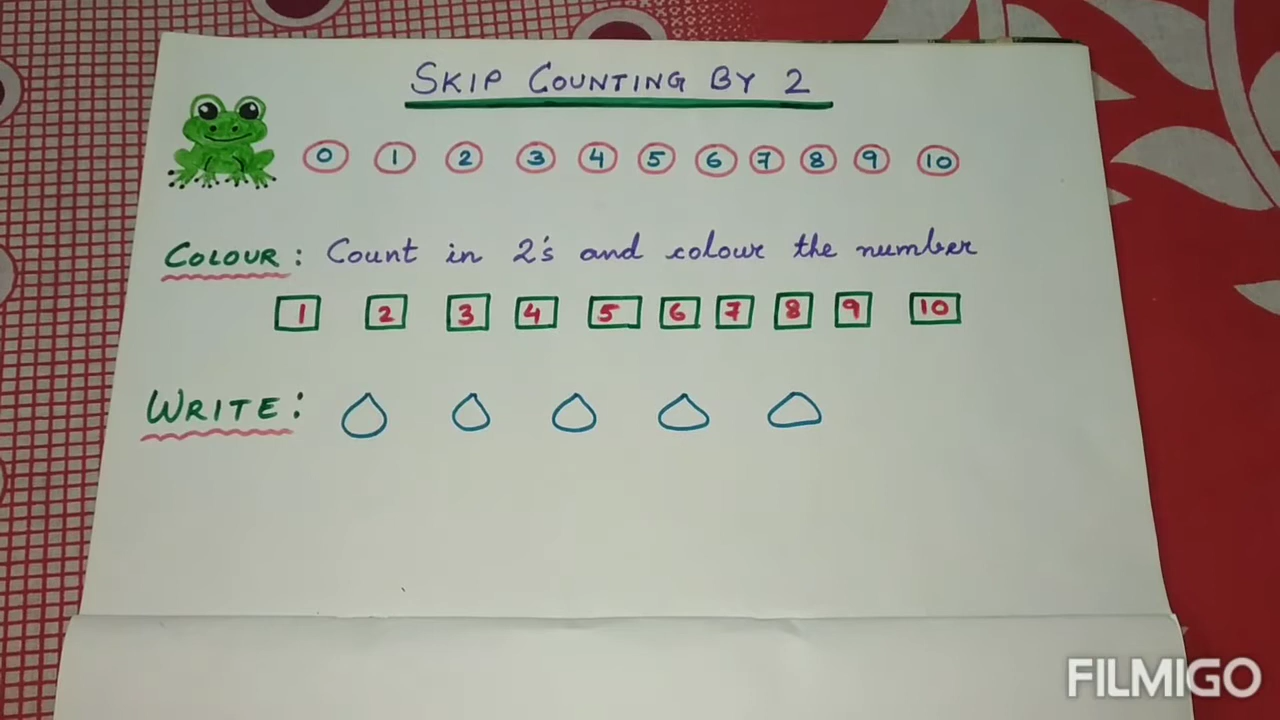 SKIP COUNTING BY 2
0 1 2 3 4 5 6 7 8 9 10
COLOUR: Count in 2's and colour the number
1 2 3 4 5 6 7 8 9 10
WRITE:
FILMIGO